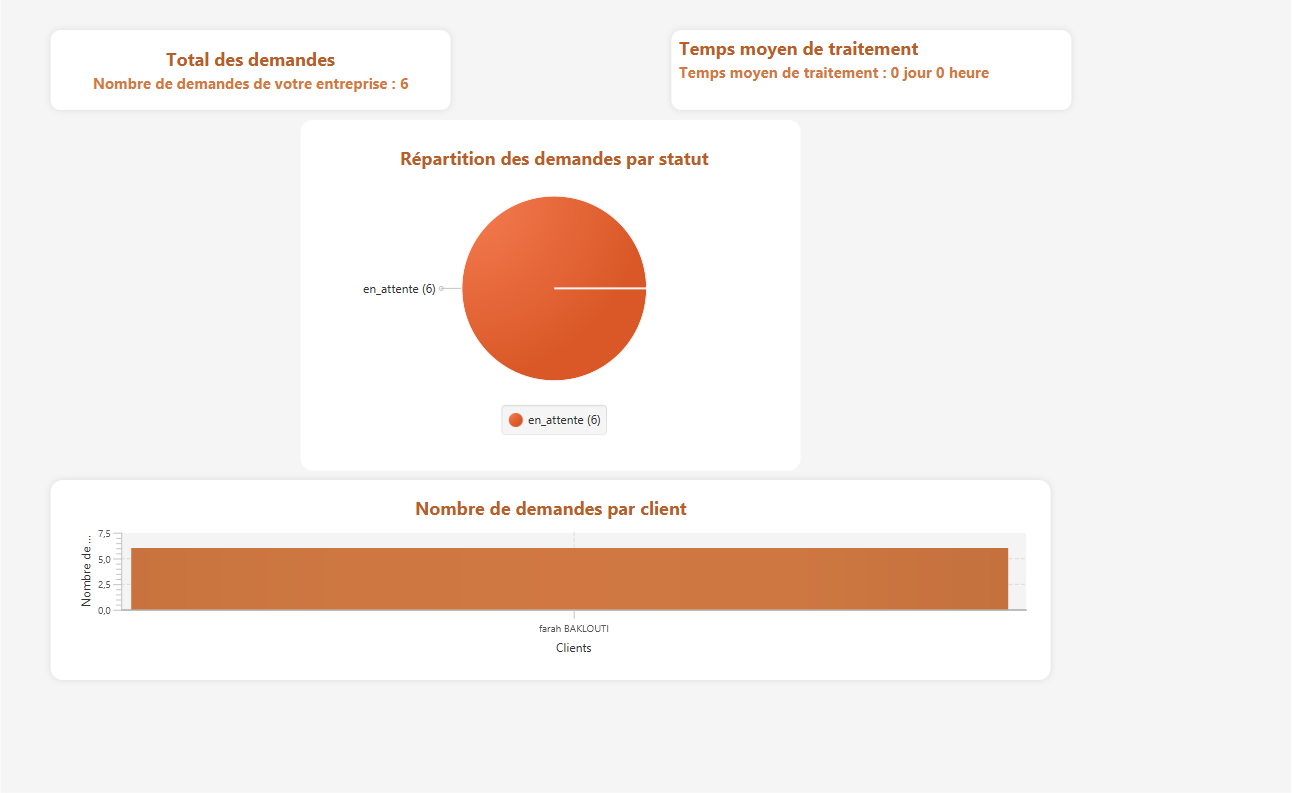 Total des demandes
Nombre de demandes de votre entreprise : 6
Temps moyen de traitement
Temps moyen de traitement : 0 jour 0 heure
Répartition des demandes par statut
en_attente (6)
en_attente (6)
Nombre de demandes par client
Nombre de ...
7,5
5,0
2,5
0,0
farah BAKLOUTI
Clients